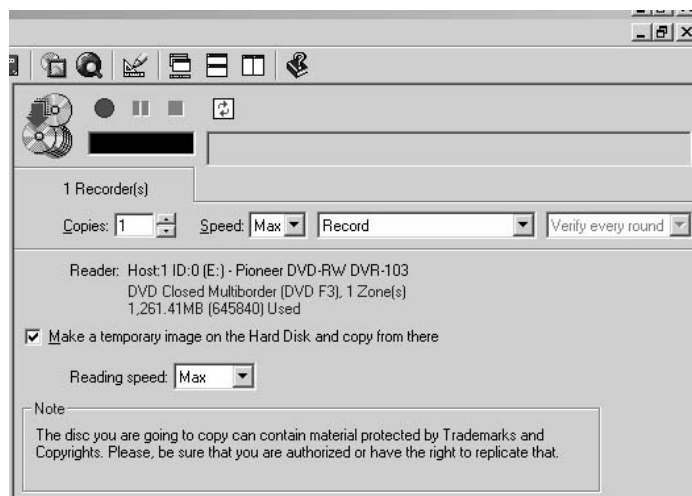 1 Recorder(s)
Copies: 1 Speed: Max Record Verify every round
Reader: Host:1 ID:0 (E:) - Pioneer DVD-RW DVR-103
DVD Closed Multiborder (DVD F3), 1 Zone(s)
1,261.41MB (645840) Used
Make a temporary image on the Hard Disk and copy from there
Reading speed: Max
Note
The disc you are going to copy can contain material protected by Trademarks and
Copyrights. Please, be sure that you are authorized or have the right to replicate that.